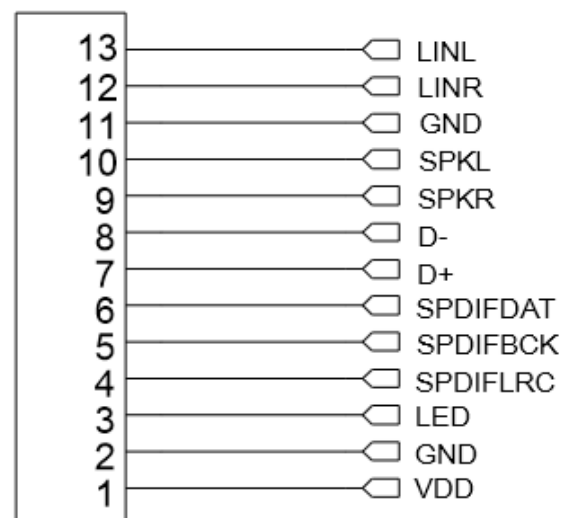 13 LINL
12 LINR
11 GND
10 SPKL
9 SPKR
8 D-
7 D+
6 SPDIFDAT
5 SPDIFBCK
4 SPDIFLRC
3 LED
2 GND
1 VDD